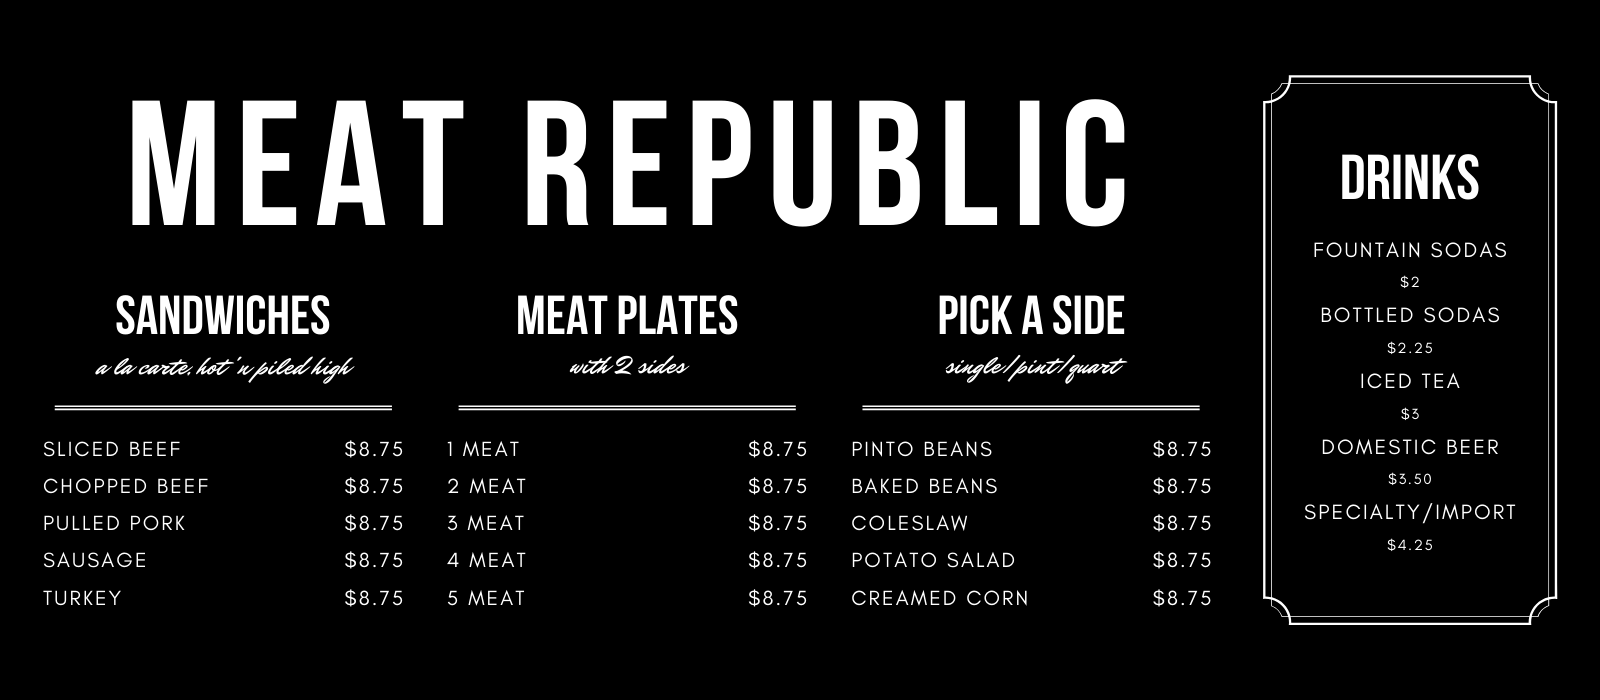 MEAT REPUBLIC
SANDWICHES
a la carte, hot 'n piled high
SLICED BEEF $8.75
CHOPPED BEEF $8.75
PULLED PORK $8.75
SAUSAGE $8.75
TURKEY $8.75
MEAT PLATES
with 2 sides
1 MEAT $8.75
2 MEAT $8.75
3 MEAT $8.75
4 MEAT $8.75
5 MEAT $8.75
PICK A SIDE
single/pint/quart
PINTO BEANS $8.75
BAKED BEANS $8.75
COLESLAW $8.75
POTATO SALAD $8.75
CREAMED CORN $8.75
DRINKS
FOUNTAIN SODAS
$2
BOTTLED SODAS
$2.25
ICED TEA
$3
DOMESTIC BEER
$3.50
SPECIALTY/IMPORT
$4.25